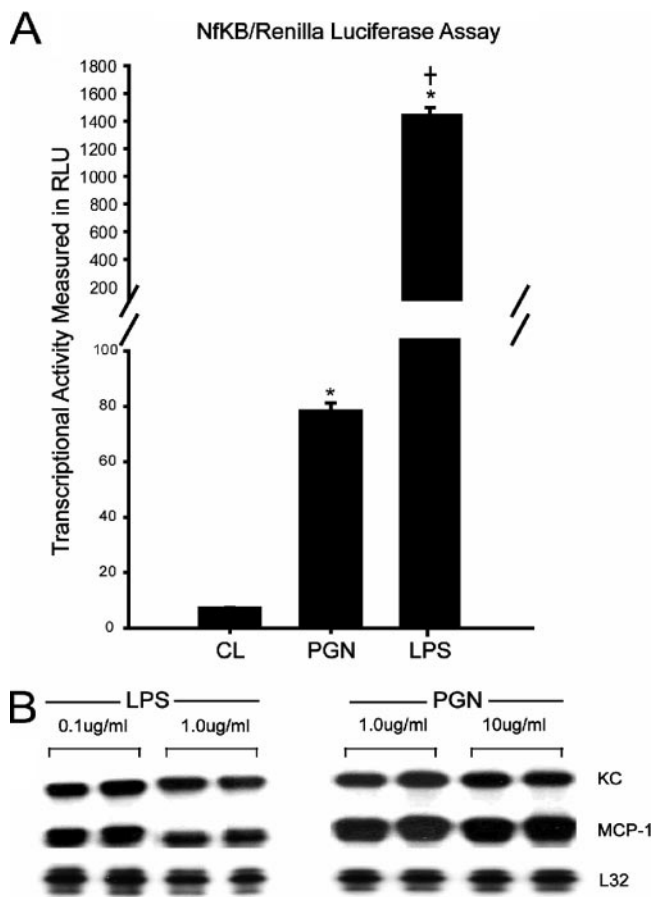 A
NfKB/Renilla Luciferase Assay
Transcriptional Activity Measured in RLU
1800
1600
1400
1200
1000
800
600
400
200
100
80
60
40
20
0
*
†
*
CL PGN LPS
B
LPS PGN
0.1ug/ml 1.0ug/ml 1.0ug/ml 10ug/ml
KC
MCP-1
L32